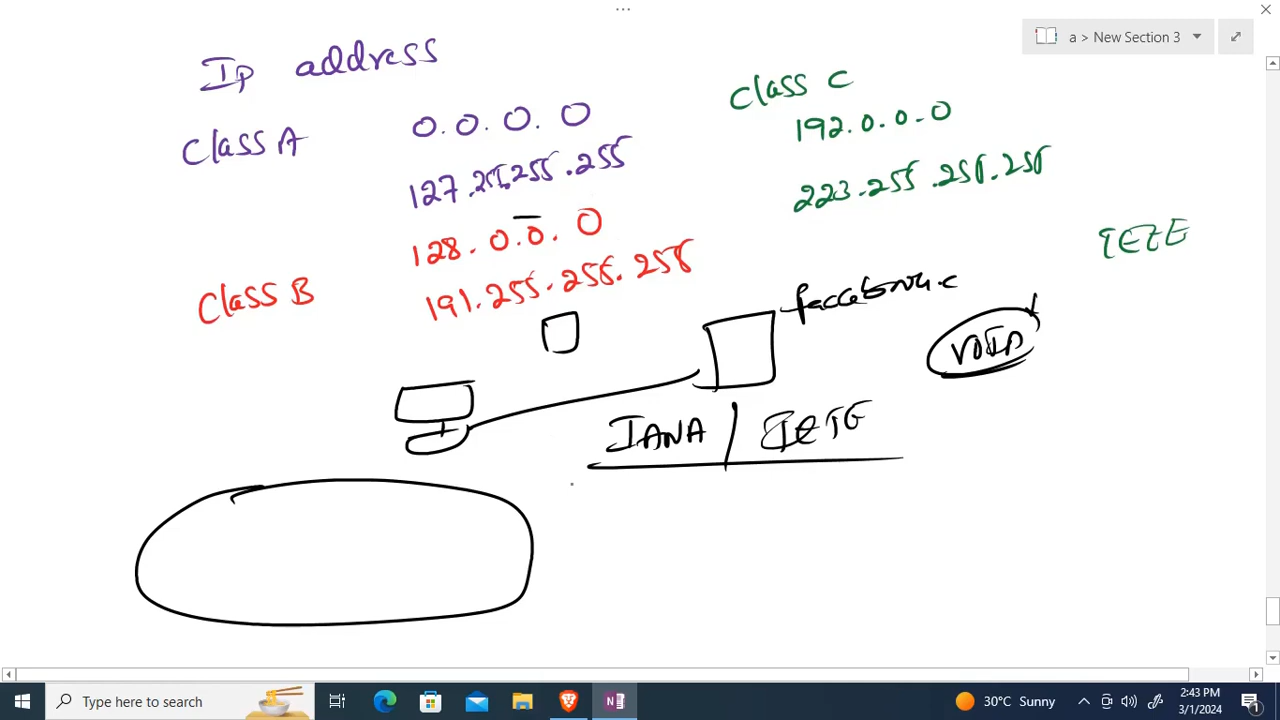 Ip address
Class A
0.0.0.0
127.255.255.255
128.0.0.0
Class B
191.255.255.255
Class C
192.0.0.0
223.255.255.255
VOIP
IANA /
a > New Section 3
Type here to search
30°C Sunny
2:43 PM
3/1/2024